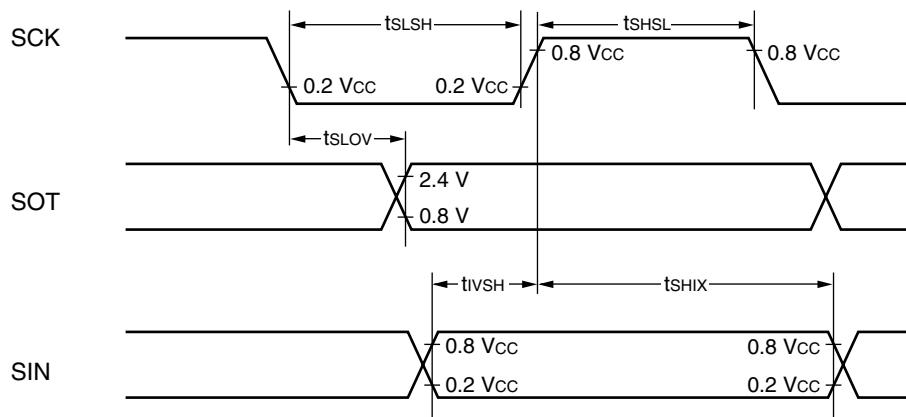 tSLSH
tSHSL
SCK
0.8 VCC
0.8 VCC
0.2 VCC
0.2 VCC
tSLOV
2.4 V
SOT
0.8 V
tIVSH
tSHIX
0.8 VCC
0.8 VCC
SIN
0.2 VCC
0.2 VCC